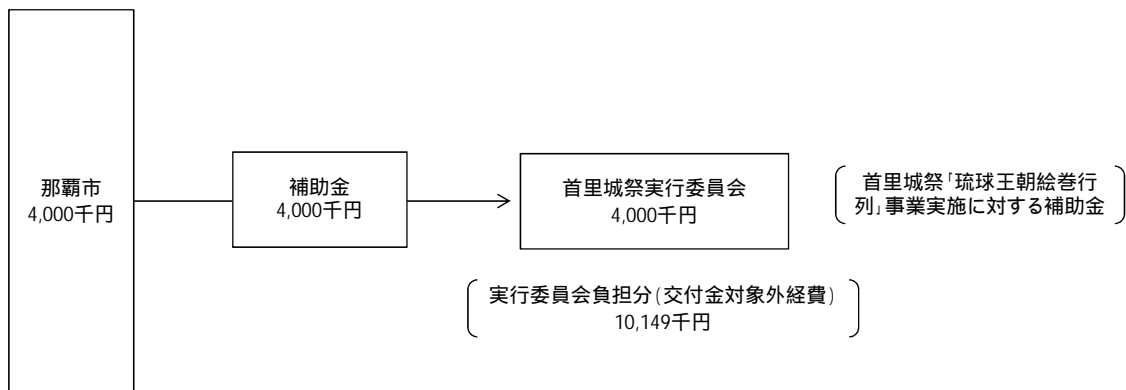 那覇市
4,000千円
補助金
4,000千円
首里城祭実行委員会
4,000千円
首里城祭「琉球王朝絵巻行
列」事業実施に対する補助金
実行委員会負担分(交付金対象外経費)
10,149千円